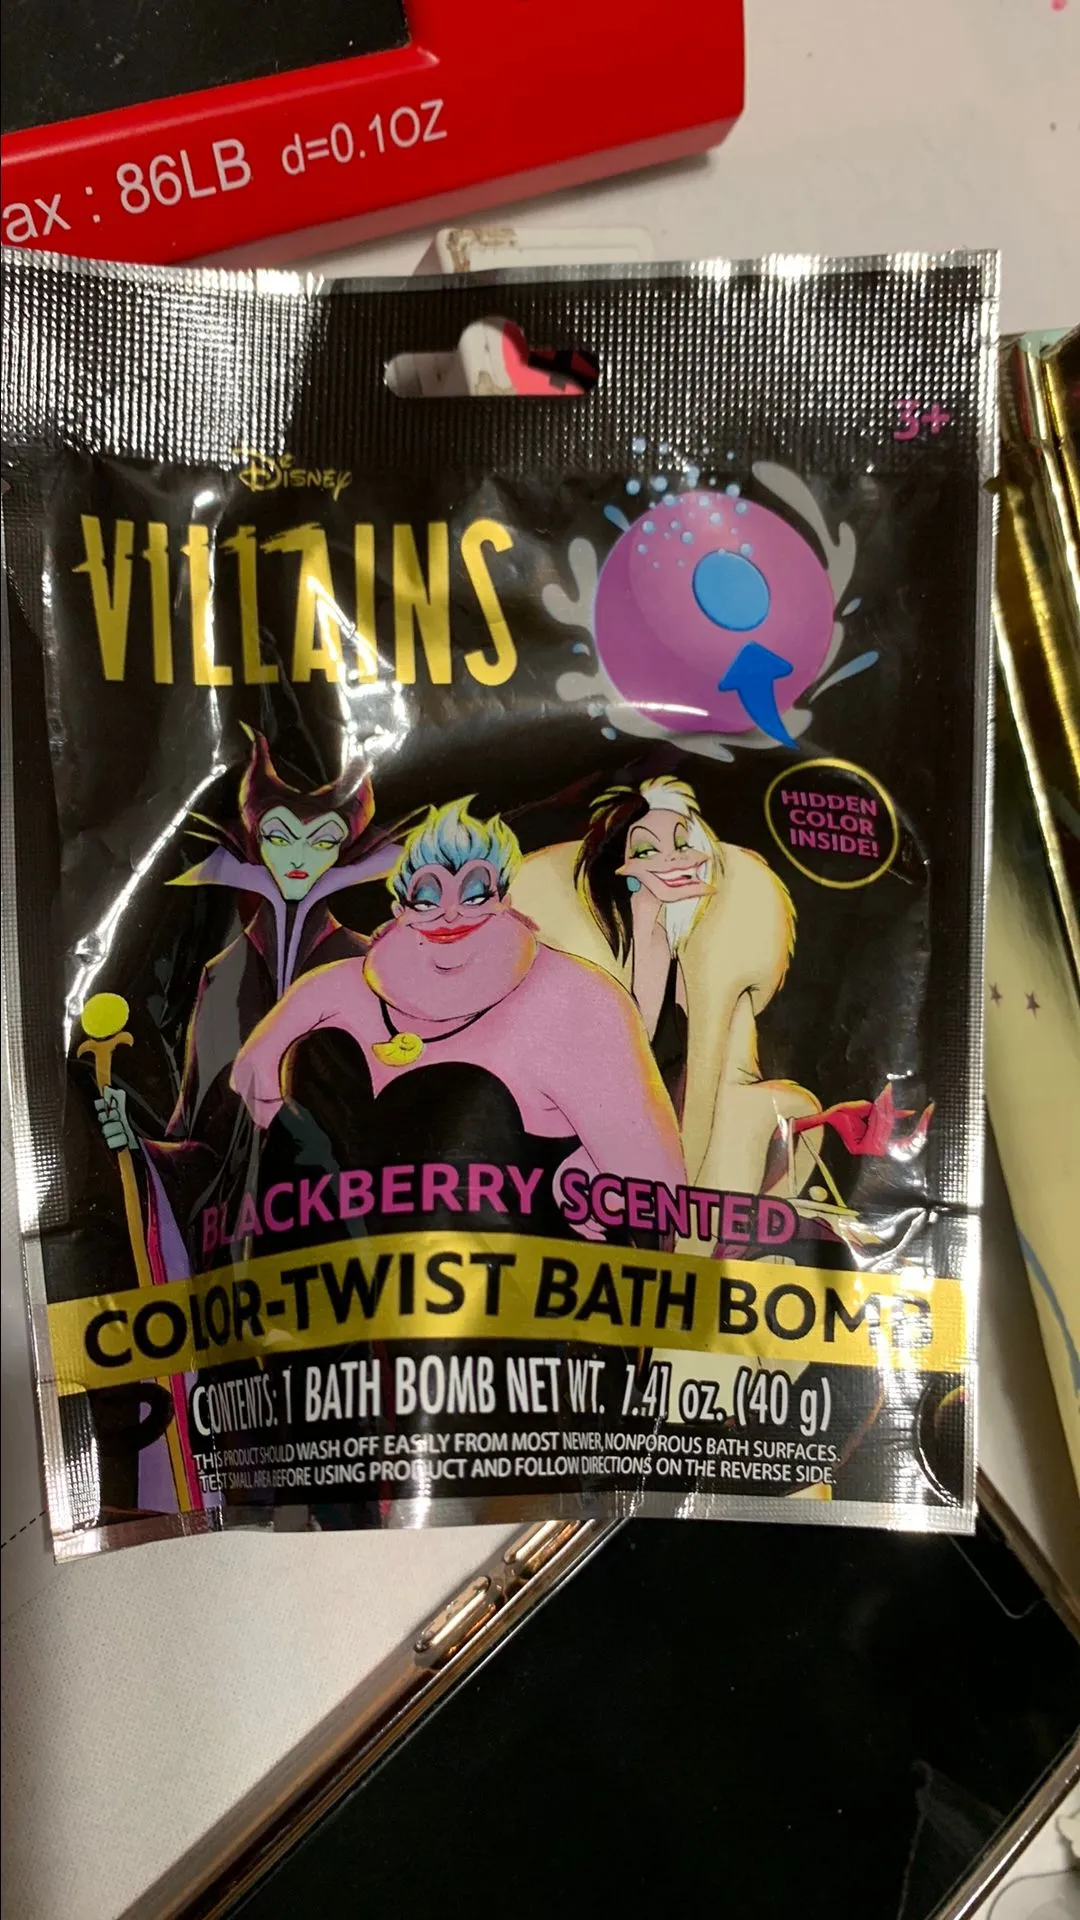 ax : 86LB d=0.1OZ
3+
DISNEY
VILLAINS
HIDDEN
COLOR
INSIDE!
BLACKBERRY SCENTED
COLOR-TWIST BATH BOMB
CONTENTS: 1 BATH BOMB NET WT. 1.41 oz. (40 g)
THIS PRODUCT SHOULD WASH OFF EASILY FROM MOST NEWER, NONPOROUS BATH SURFACES.
TEST SMALL AREA BEFORE USING PRODUCT AND FOLLOW DIRECTIONS ON THE REVERSE SIDE.